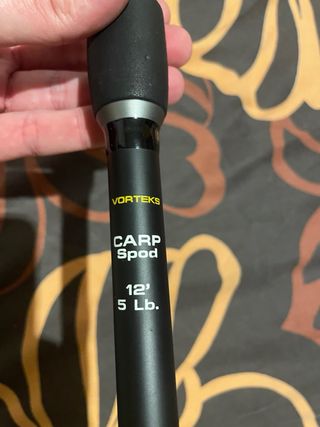 VORTEKS
CARP
Spod
12'
5 Lb.